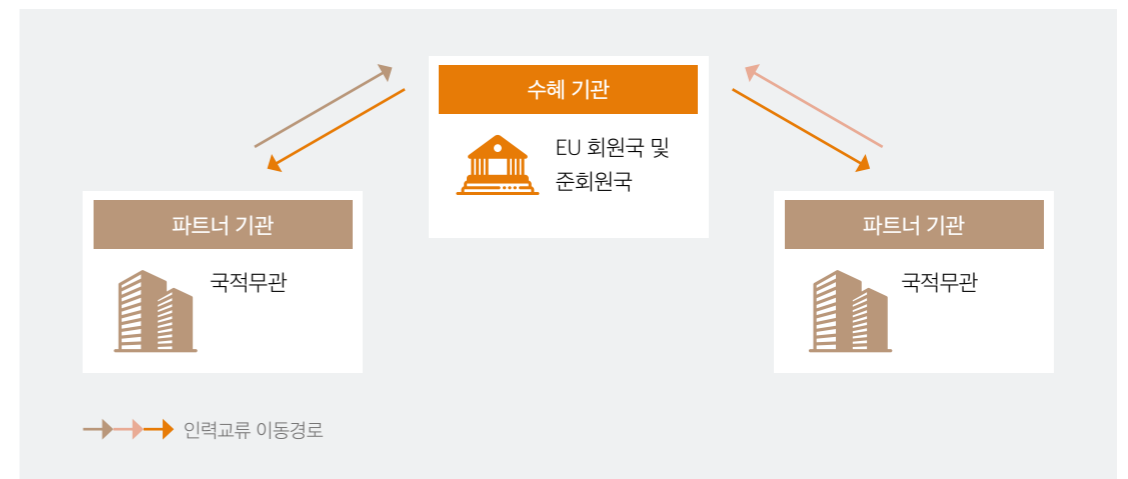 수혜 기관
EU 회원국 및
준회원국
파트너 기관
국적무관
파트너 기관
국적무관
인력교류 이동경로